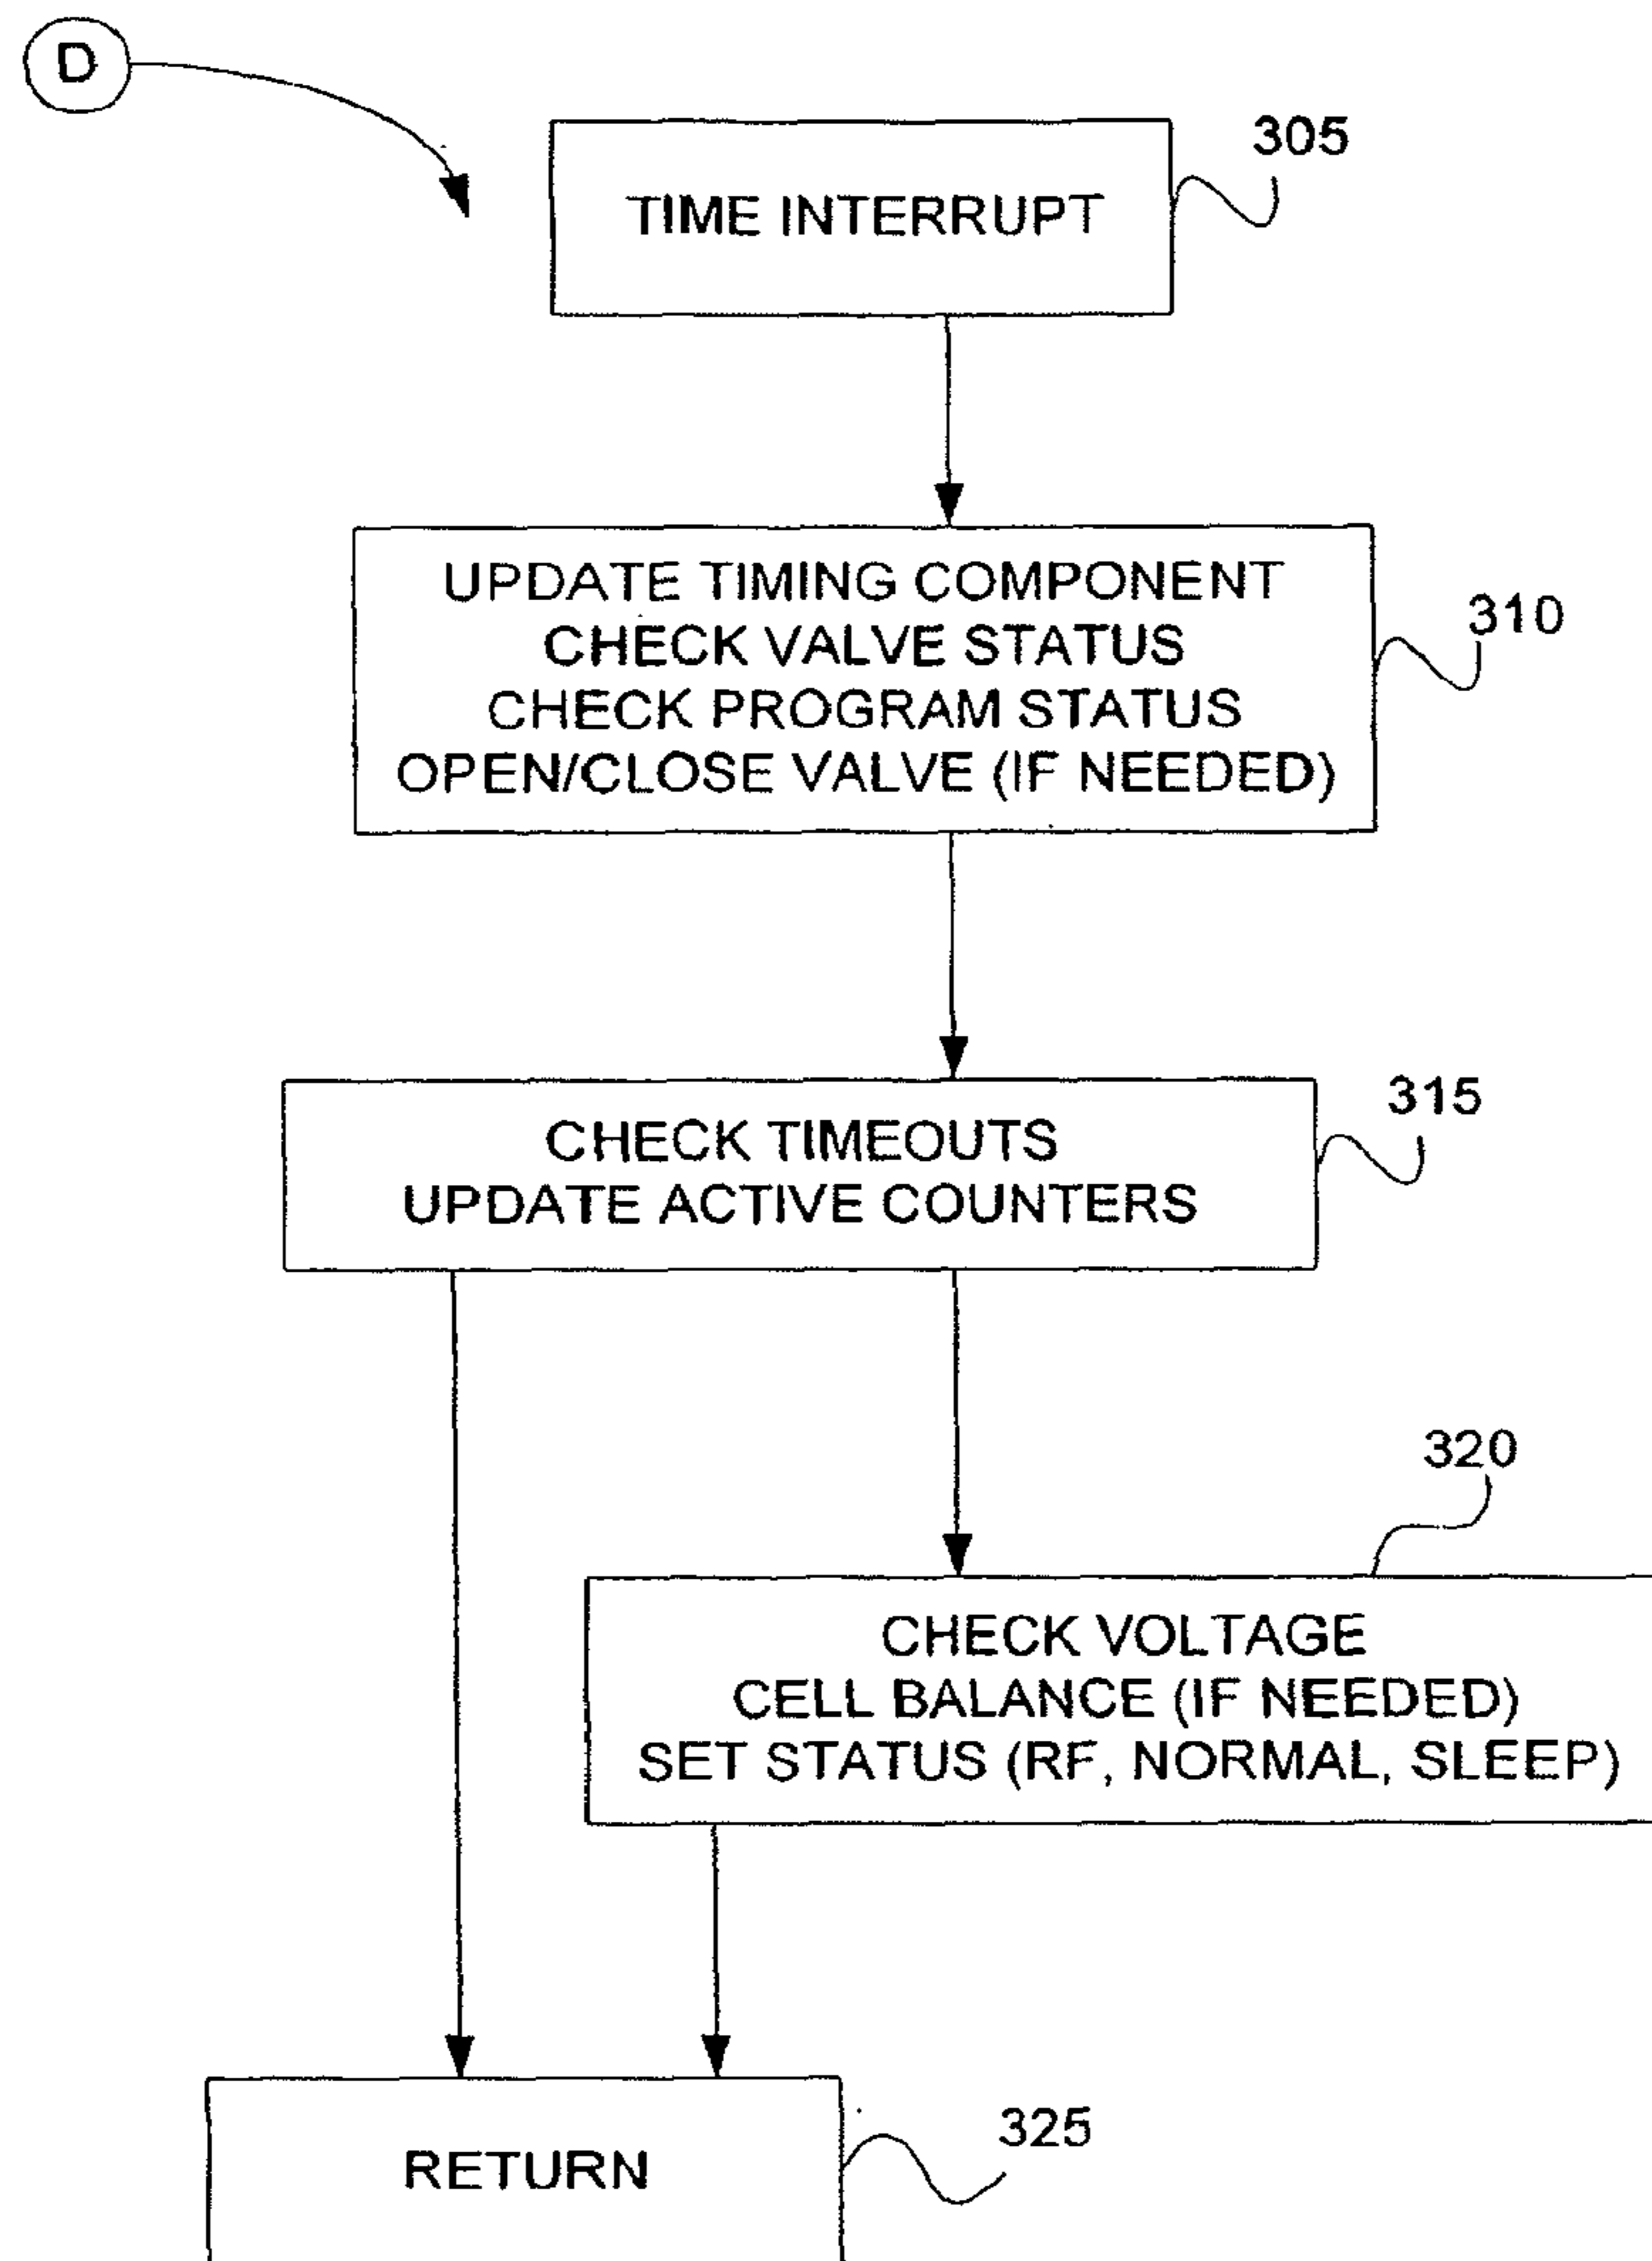 D
305
TIME INTERRUPT
310
UPDATE TIMING COMPONENT
CHECK VALVE STATUS
CHECK PROGRAM STATUS
OPEN/CLOSE VALVE (IF NEEDED)
315
CHECK TIMEOUTS
UPDATE ACTIVE COUNTERS
320
CHECK VOLTAGE
CELL BALANCE (IF NEEDED)
SET STATUS (RF, NORMAL, SLEEP)
325
RETURN